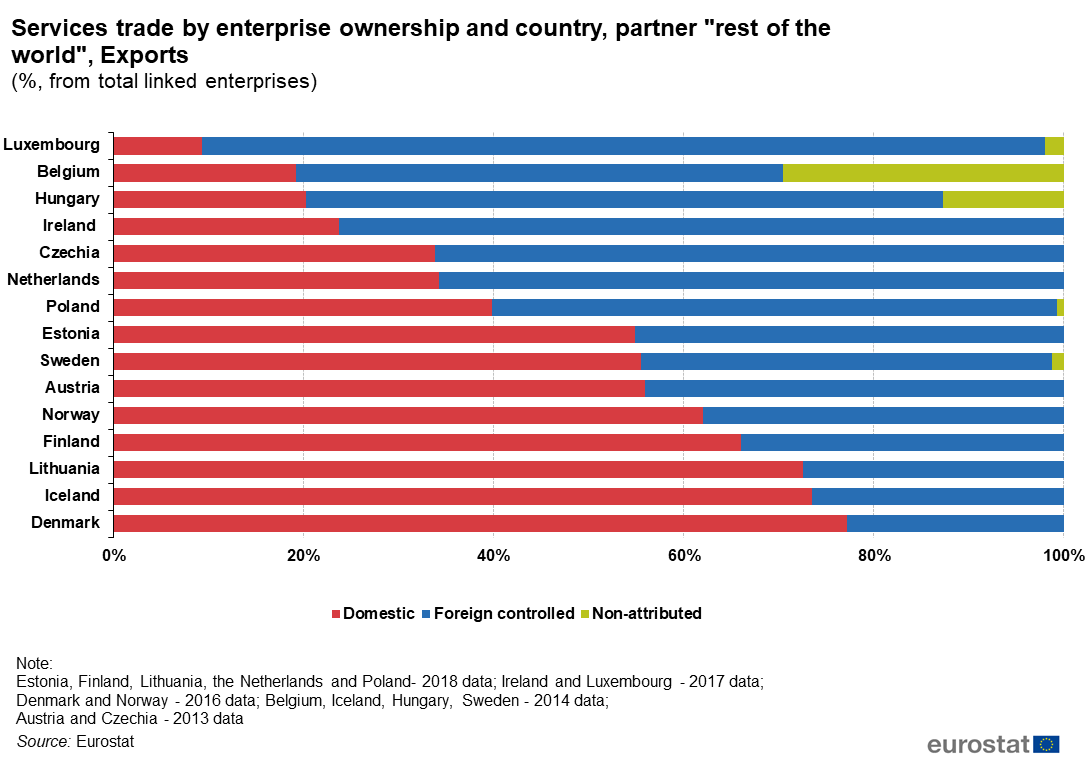 Services trade by enterprise ownership and country, partner "rest of the
world", Exports
(%, from total linked enterprises)
Luxembourg
Belgium
Hungary
Ireland
Czechia
Netherlands
Poland
Estonia
Sweden
Austria
Norway
Finland
Lithuania
Iceland
Denmark
0% 20% 40% 60% 80% 100%
Domestic Foreign controlled Non-attributed
Note:
Estonia, Finland, Lithuania, the Netherlands and Poland- 2018 data; Ireland and Luxembourg - 2017 data;
Denmark and Norway - 2016 data; Belgium, Iceland, Hungary, Sweden - 2014 data;
Austria and Czechia - 2013 data
Source: Eurostat
eurostat